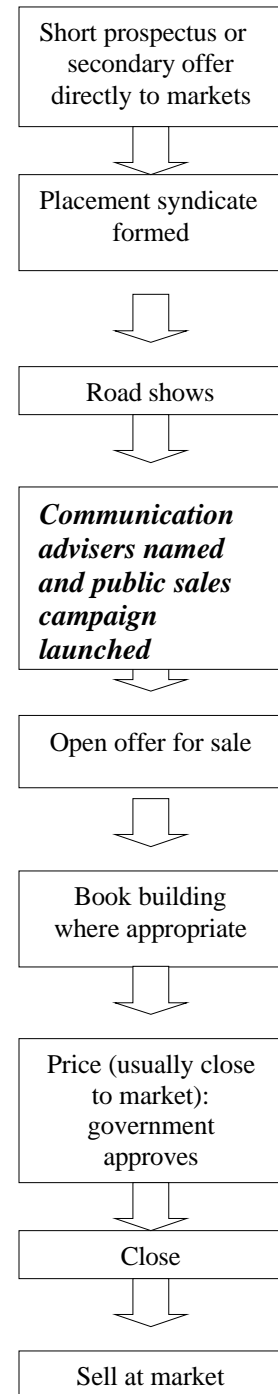 Short prospectus or
secondary offer
directly to markets
Placement syndicate
formed
Road shows
Communication
advisers named
and public sales
campaign
launched
Open offer for sale
Book building
where appropriate
Price (usually close
to market):
government
approves
Close
Sell at market